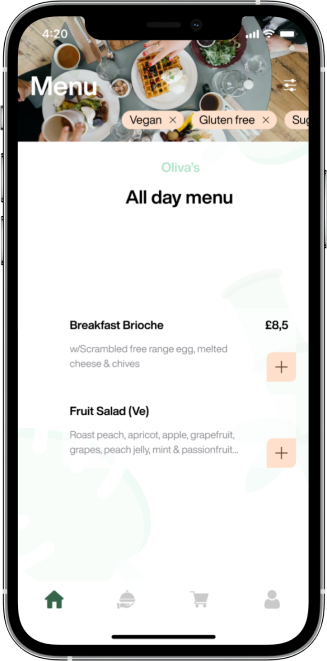 4:20
Menu
Vegan × Gluten free × Sug
Oliva's
All day menu
Breakfast Brioche £8,5
w/Scrambled free range egg, melted
cheese & chives
Fruit Salad (Ve)
Roast peach, apricot, apple, grapefruit,
grapes, peach jelly, mint & passionfruit...